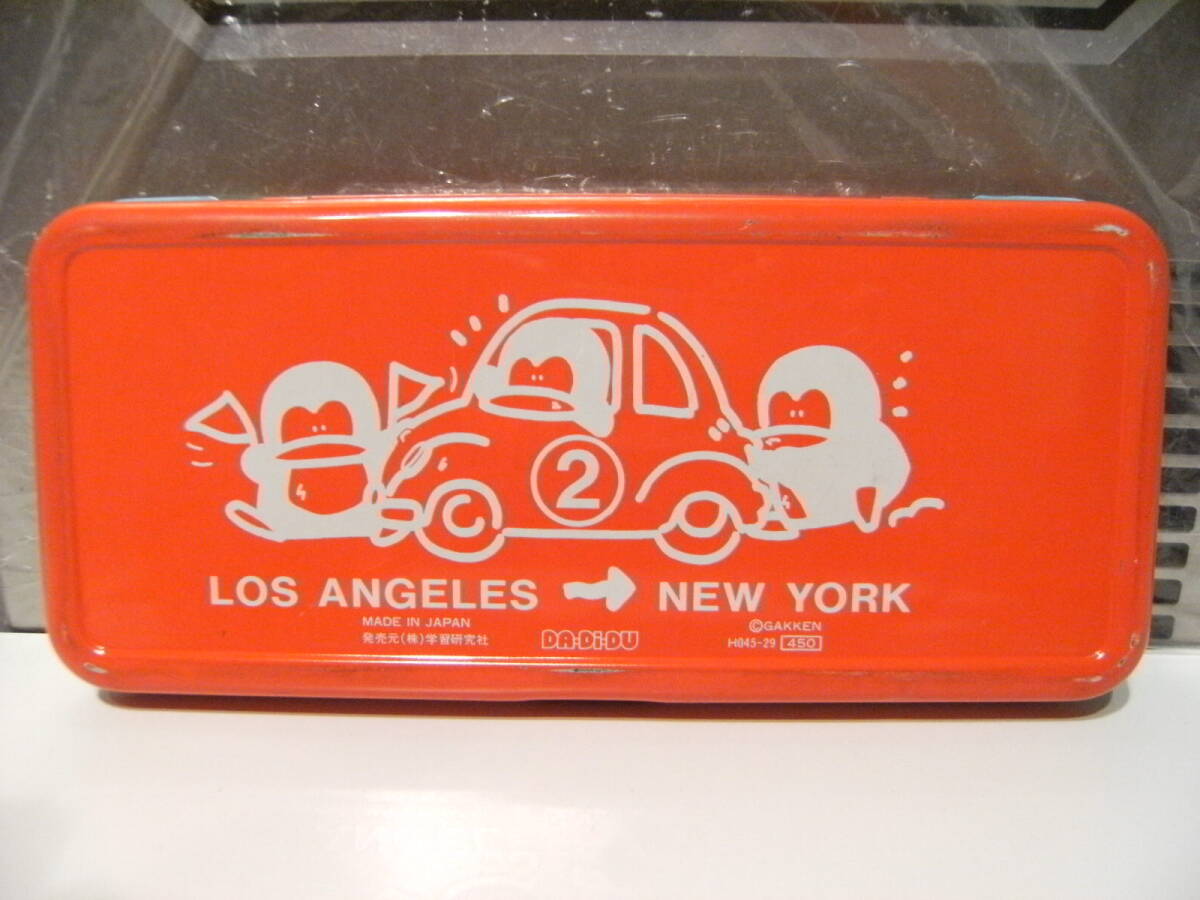 2
LOS ANGELES → NEW YORK
MADE IN JAPAN
発売元(株)学習研究社
DA·Di·DU
©GAKKEN
H045-29 450